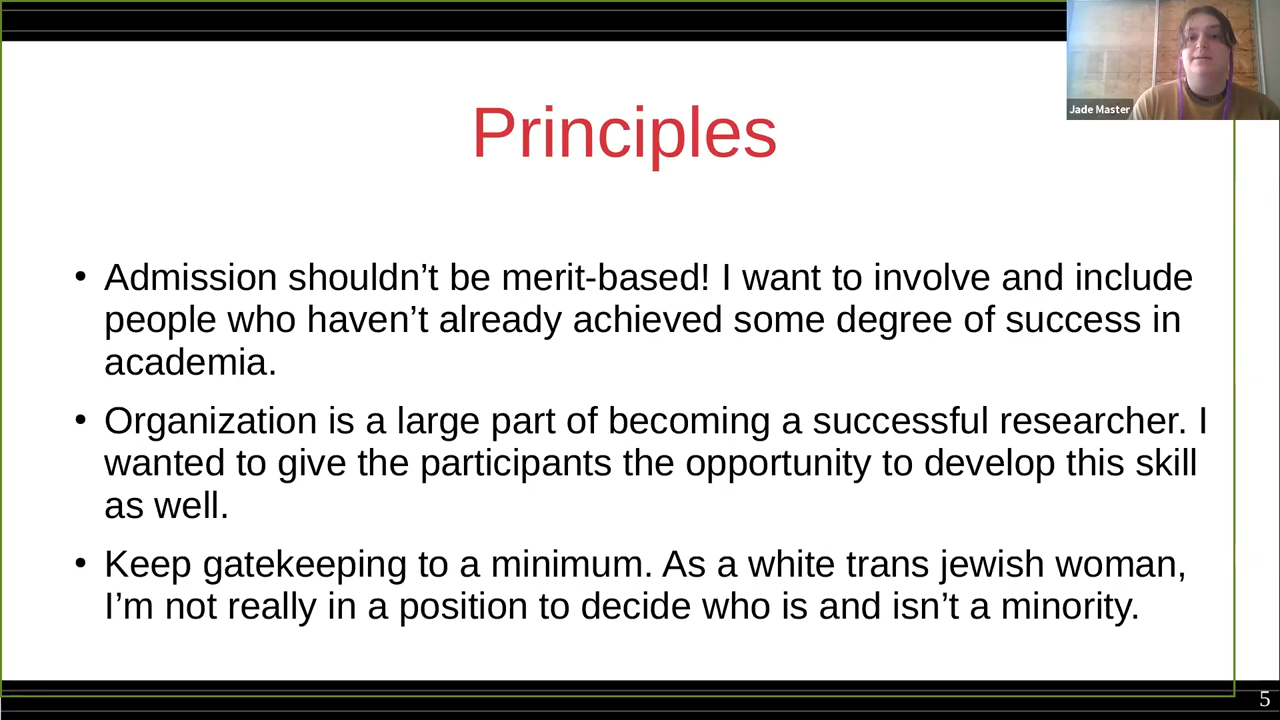 Jade Master
Principles
• Admission shouldn’t be merit-based! I want to involve and include
people who haven’t already achieved some degree of success in
academia.
• Organization is a large part of becoming a successful researcher. I
wanted to give the participants the opportunity to develop this skill
as well.
• Keep gatekeeping to a minimum. As a white trans jewish woman,
I’m not really in a position to decide who is and isn’t a minority.
5